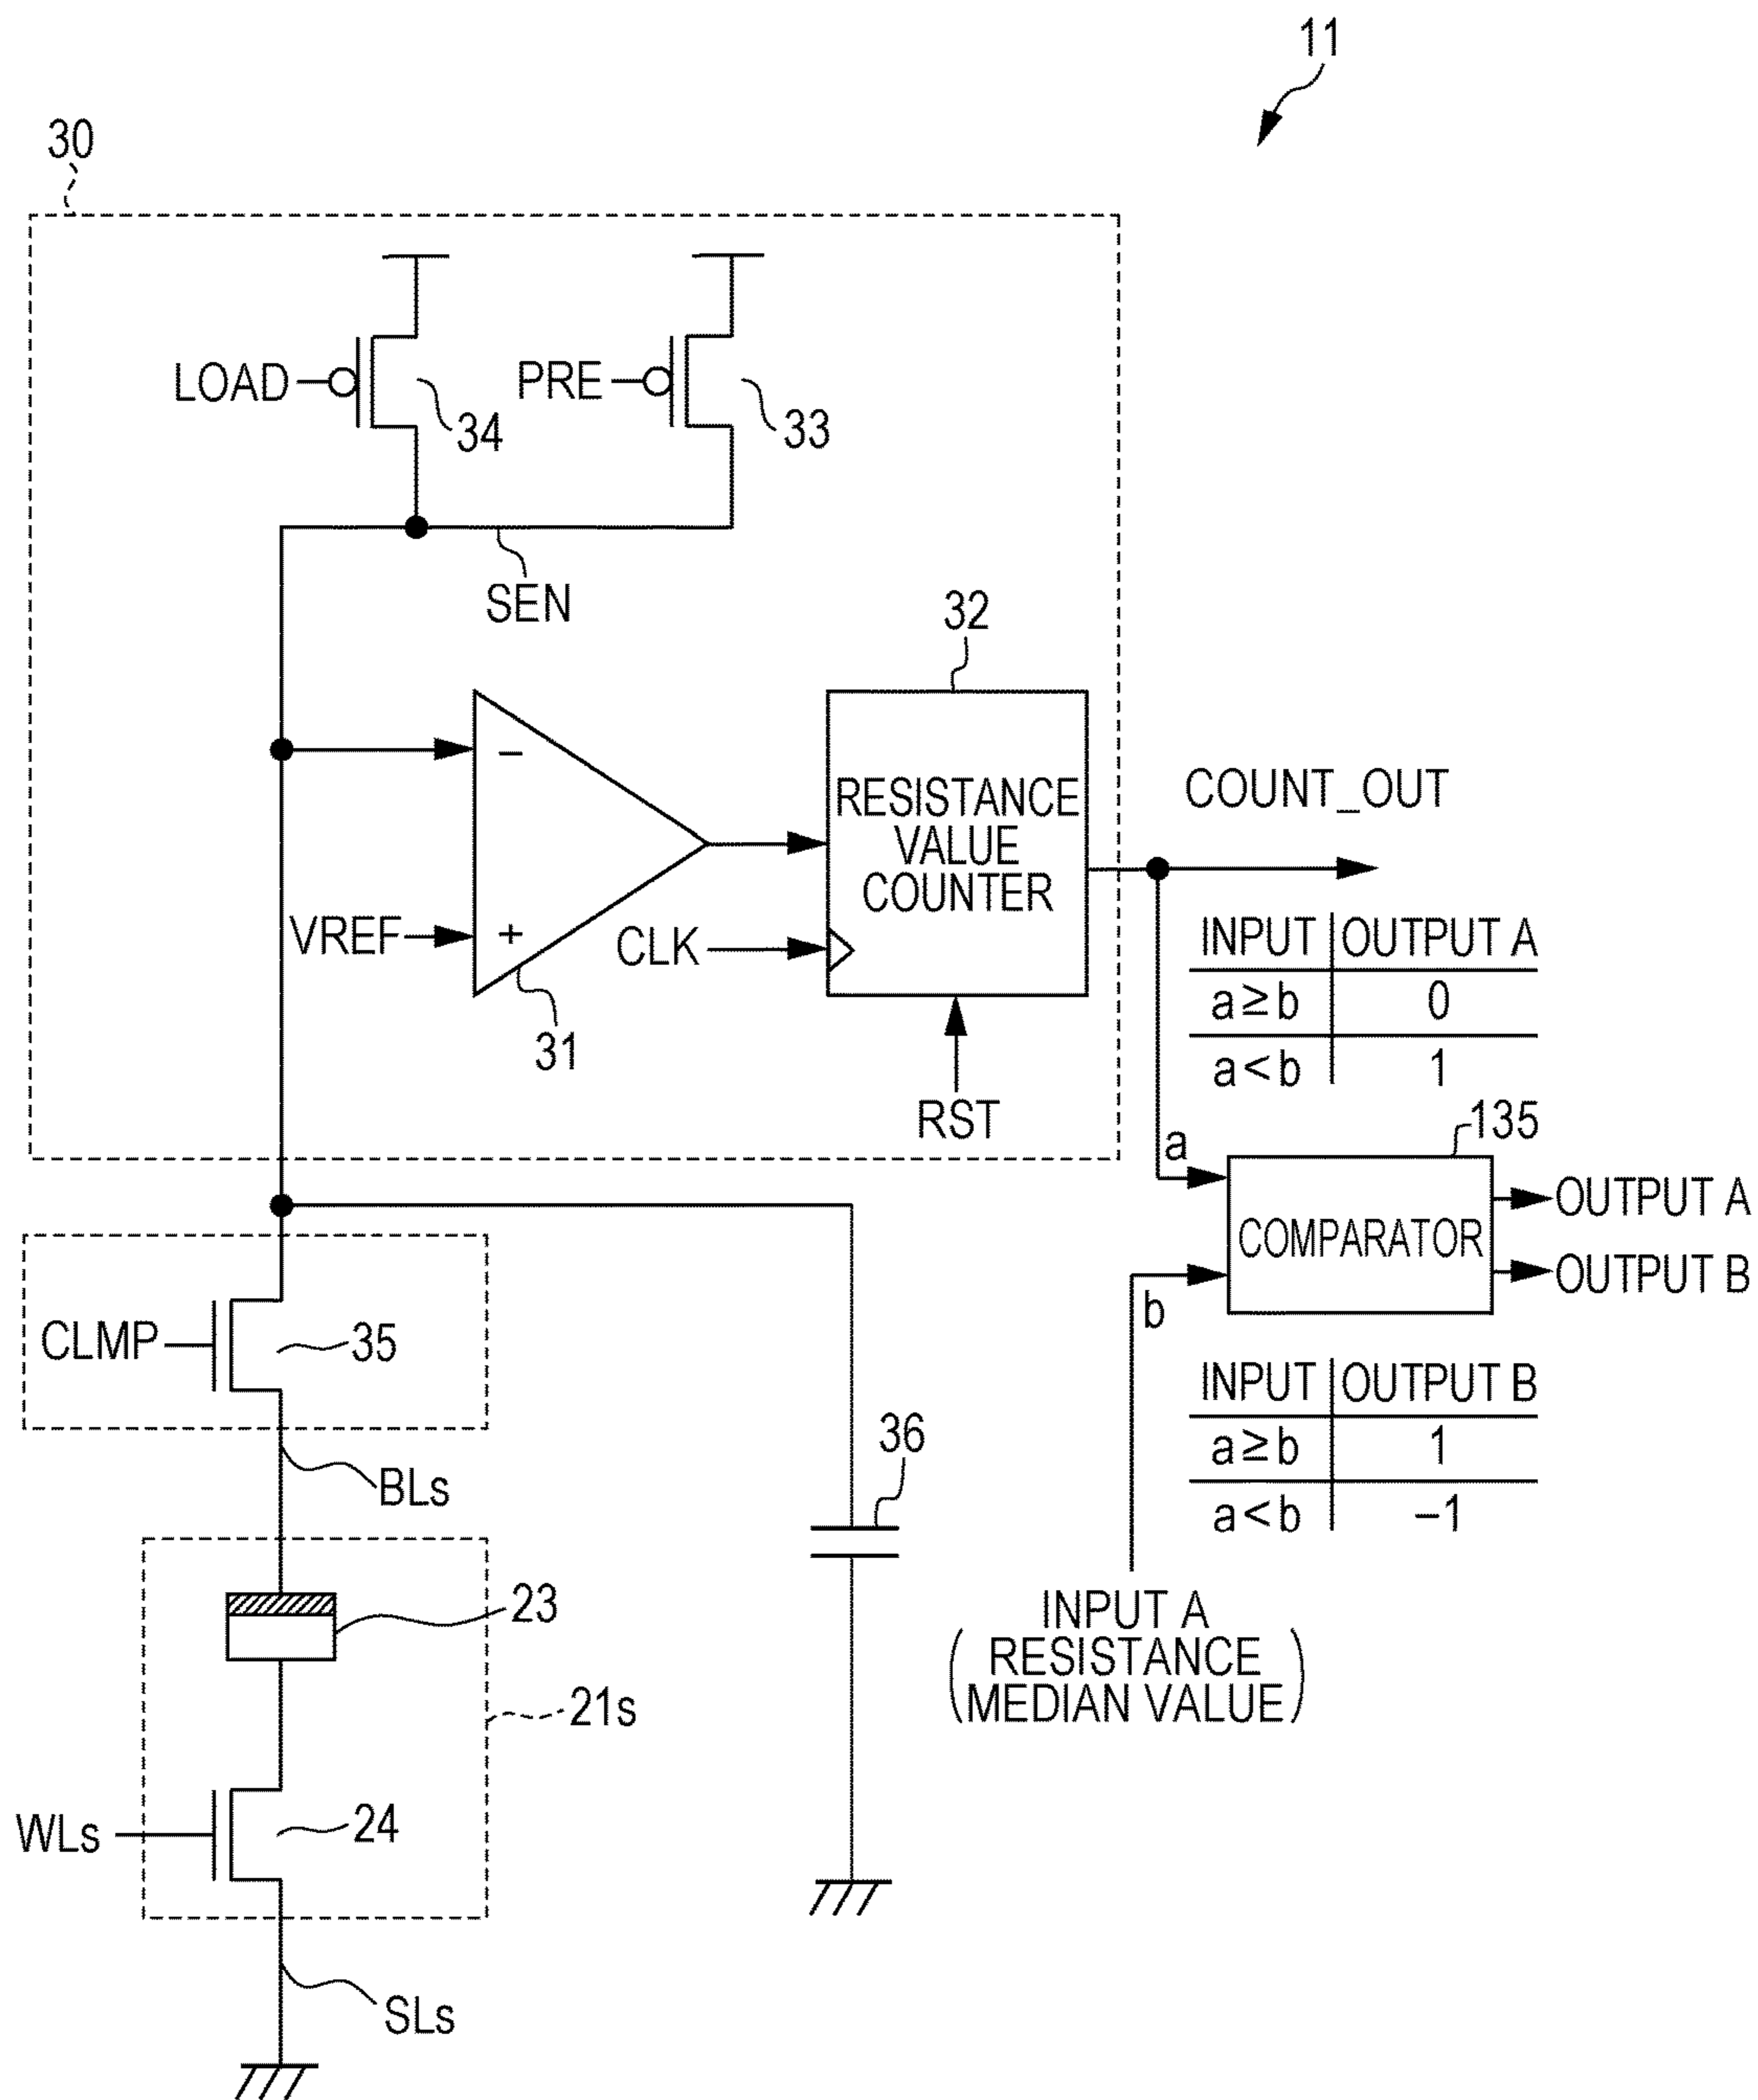 11
30
LOAD
34
PRE
33
SEN
32
RESISTANCE
VALUE
COUNTER
−
+
VREF
31
CLK
RST
COUNT_OUT
INPUT OUTPUT A
a≥b 0
a<b 1
135
a
b
COMPARATOR
OUTPUT A
OUTPUT B
INPUT OUTPUT B
a≥b 1
a<b −1
INPUT A
(RESISTANCE
MEDIAN VALUE)
CLMP
35
BLs
36
23
21s
WLs
24
SLs